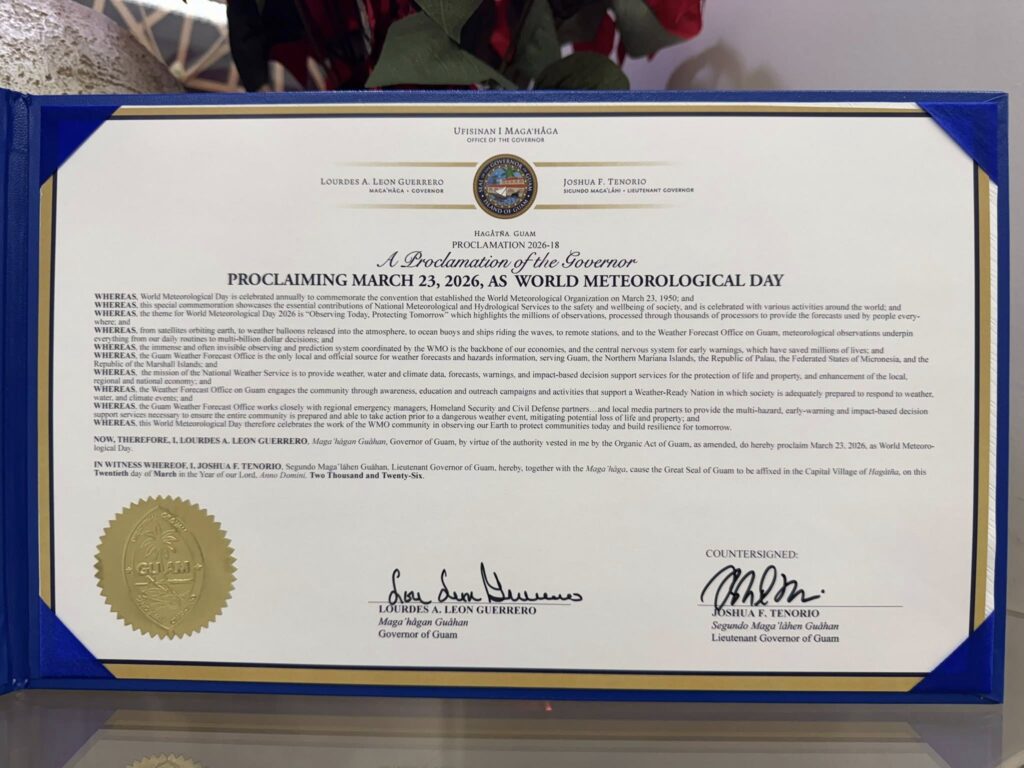 UFISINAN I MAGA'HÅGA
OFFICE OF THE GOVERNOR
LOURDES A. LEON GUERRERO
MAGA'HÅGA • GOVERNOR
JOSHUA F. TENORIO
SIGUNDO MAGA'LÅHI • LIEUTENANT GOVERNOR
HAGÅTÑA GUAM
PROCLAMATION 2026-18
A Proclamation of the Governor
PROCLAIMING MARCH 23, 2026, AS WORLD METEOROLOGICAL DAY
WHEREAS, World Meteorological Day is celebrated annually to commemorate the convention that established the World Meteorological Organization on March 23, 1950; and
WHEREAS, this special commemoration showcases the essential contributions of National Meteorological and Hydrological Services to the safety and wellbeing of society, and is celebrated with various activities around the world; and
WHEREAS, the theme for World Meteorological Day 2026 is "Observing Today, Protecting Tomorrow" which highlights the millions of observations, processed through thousands of processors to provide the forecasts used by people every-
where; and
WHEREAS, from satellites orbiting earth, to weather balloons released into the atmosphere, to ocean buoys and ships riding the waves, to remote stations, and to the Weather Forecast Office on Guam, meteorological observations underpin
everything from our daily routines to multi-billion dollar decisions; and
WHEREAS, the immense and often invisible observing and prediction system coordinated by the WMO is the backbone of our economies, and the central nervous system for early warnings, which have saved millions of lives; and
WHEREAS, the Guam Weather Forecast Office is the only local and official source for weather forecasts and hazards information, serving Guam, the Northern Mariana Islands, the Republic of Palau, the Federated States of Micronesia, and the
Republic of the Marshall Islands; and
WHEREAS, the mission of the National Weather Service is to provide weather, water and climate data, forecasts, warnings, and impact-based decision support services for the protection of life and property, and enhancement of the local,
regional and national economy; and
WHEREAS, the Weather Forecast Office on Guam engages the community through awareness, education and outreach campaigns and activities that support a Weather-Ready Nation in which society is adequately prepared to respond to weather,
water, and climate events; and
WHEREAS, the Guam Weather Forecast Office works closely with regional emergency managers, Homeland Security and Civil Defense partners…and local media partners to provide the multi-hazard, early-warning and impact-based decision
support services necessary to ensure the entire community is prepared and able to take action prior to a dangerous weather event, mitigating potential loss of life and property; and
WHEREAS, this World Meteorological Day therefore celebrates the work of the WMO community in observing our Earth to protect communities today and build resilience for tomorrow.
NOW, THEREFORE, I, LOURDES A. LEON GUERRERO, Maga'hågan Guåhan, Governor of Guam, by virtue of the authority vested in me by the Organic Act of Guam, as amended, do hereby proclaim March 23, 2026, as World Meteoro-
logical Day.
IN WITNESS WHEREOF, I, JOSHUA F. TENORIO, Segundo Maga'låhen Guåhan, Lieutenant Governor of Guam, hereby, together with the Maga'håga, cause the Great Seal of Guam to be affixed in the Capital Village of Hagåtña, on this
Twentieth day of March in the Year of our Lord, Anno Domini, Two Thousand and Twenty-Six.
GUAM
COUNTERSIGNED:
Lou Leon Guerrero
LOURDES A. LEON GUERRERO
Maga'hågan Guåhan
Governor of Guam
JOSHUA F. TENORIO
Segundo Maga'låhen Guåhan
Lieutenant Governor of Guam